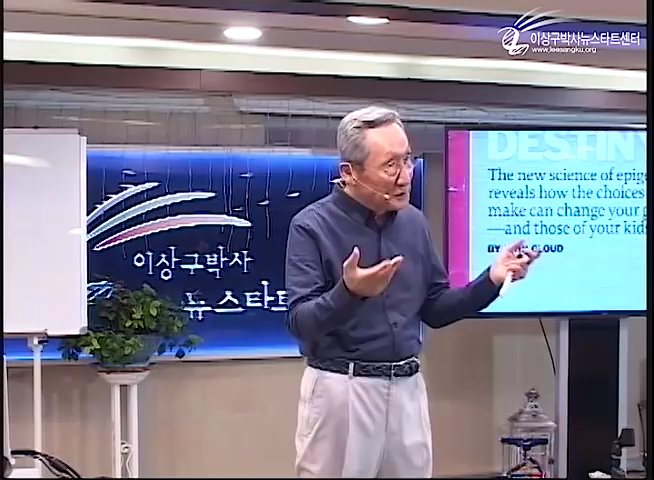 이상구박사뉴스타트센터
www.leesangku.org
DESTINY
The new science of epig
reveals how the choices
make can change your g
—and those of your kids
BY CLOUD
이상구박사
뉴스타트